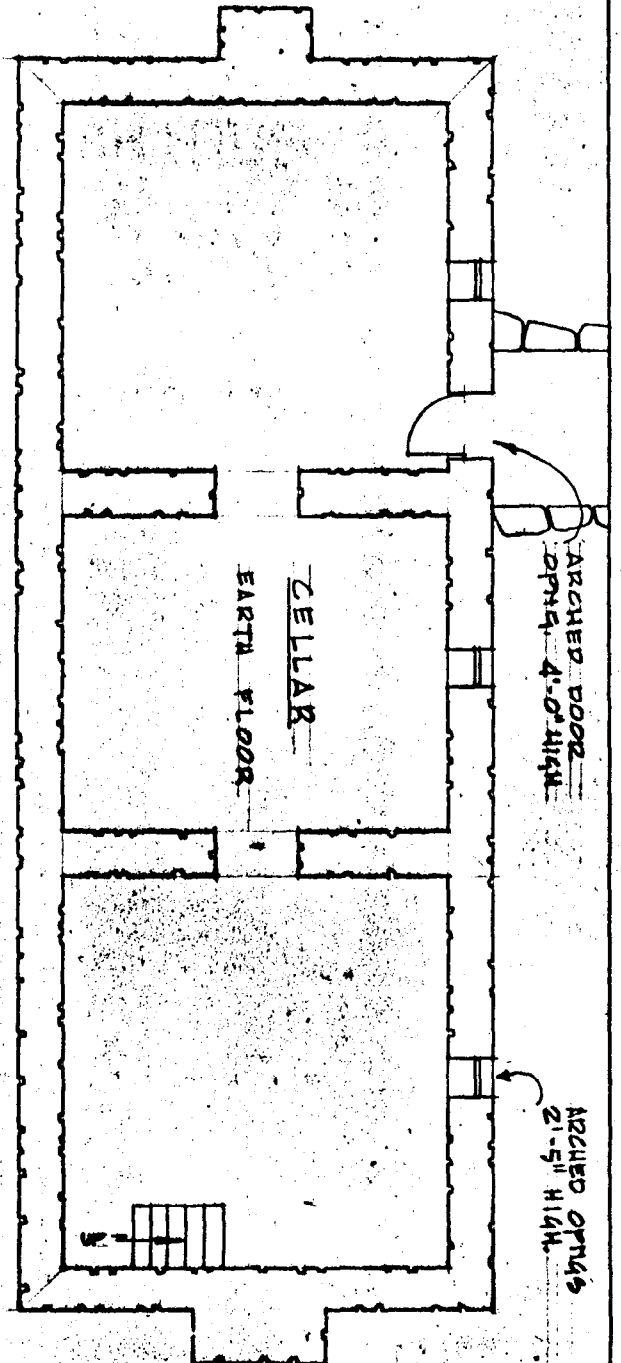 ARCHED DOOR
OPNG. 4'-0" HIGH
ARCHED OPNGS
2'-5" HIGH.
CELLAR
EARTH FLOOR
UP